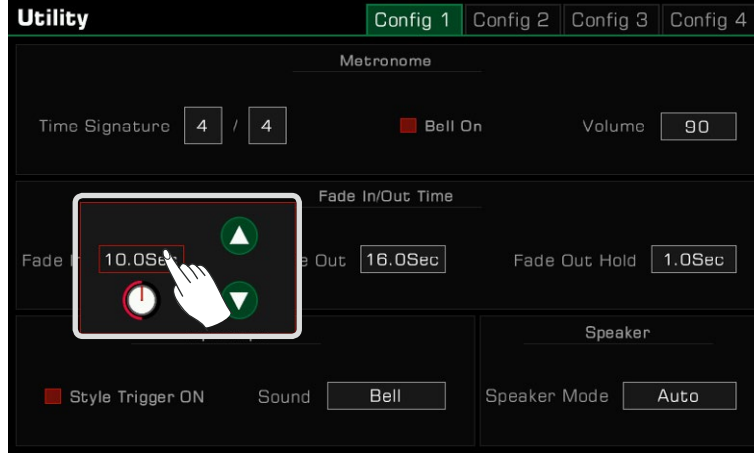 Utility
Config 1 Config 2 Config 3 Config 4
Metronome
Time Signature 4 / 4
Bell On
Volume 90
Fade In/Out Time
Fade
10.0Sec
Out 16.0Sec
Fade Out Hold 1.0Sec
Speaker
Style Trigger ON
Sound Bell
Speaker Mode Auto